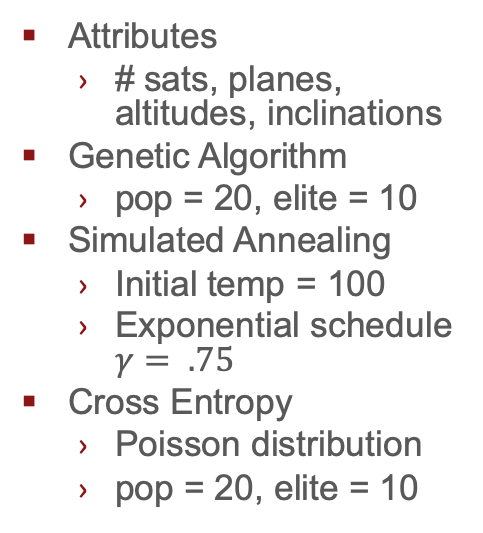 ▪ Attributes
› # sats, planes,
altitudes, inclinations
▪ Genetic Algorithm
› pop = 20, elite = 10
▪ Simulated Annealing
› Initial temp = 100
› Exponential schedule
γ = .75
▪ Cross Entropy
› Poisson distribution
› pop = 20, elite = 10